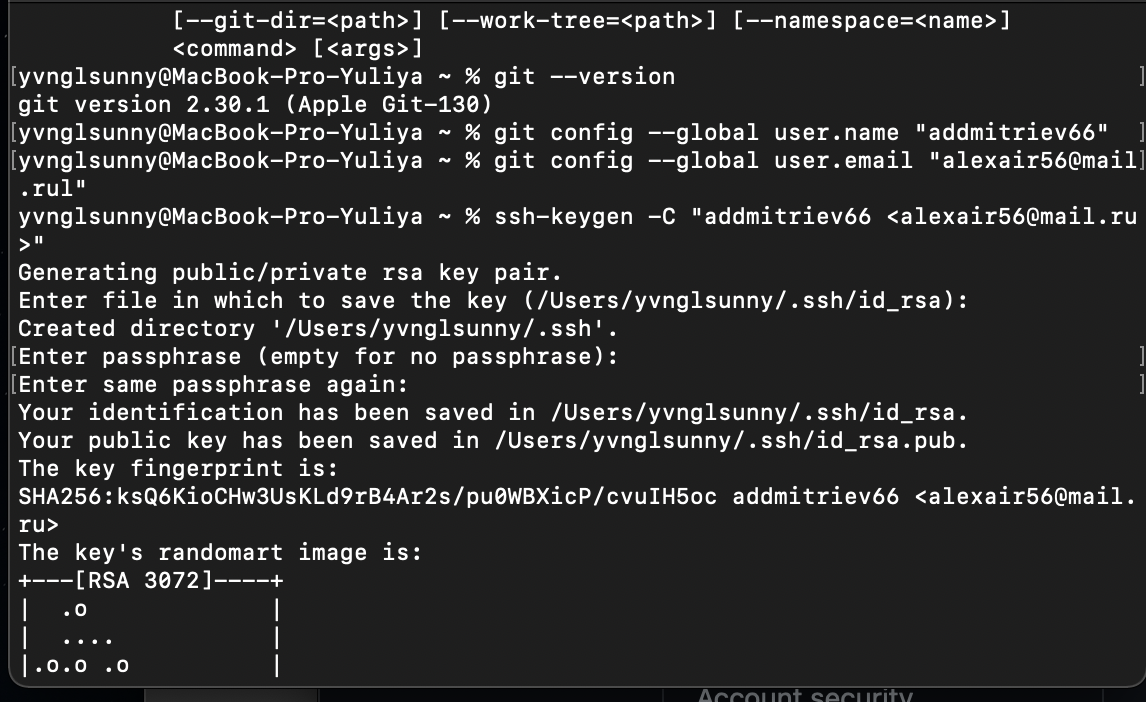 [--git-dir=<path>] [--work-tree=<path>] [--namespace=<name>]
<command> [<args>]
[yvnglsunny@MacBook-Pro-Yuliya ~ % git --version ]
git version 2.30.1 (Apple Git-130)
[yvnglsunny@MacBook-Pro-Yuliya ~ % git config --global user.name "addmitriev66" ]
[yvnglsunny@MacBook-Pro-Yuliya ~ % git config --global user.email "alexair56@mail]
.rul"
yvnglsunny@MacBook-Pro-Yuliya ~ % ssh-keygen -C "addmitriev66 <alexair56@mail.ru
>"
Generating public/private rsa key pair.
Enter file in which to save the key (/Users/yvnglsunny/.ssh/id_rsa):
Created directory '/Users/yvnglsunny/.ssh'.
[Enter passphrase (empty for no passphrase): ]
[Enter same passphrase again: ]
Your identification has been saved in /Users/yvnglsunny/.ssh/id_rsa.
Your public key has been saved in /Users/yvnglsunny/.ssh/id_rsa.pub.
The key fingerprint is:
SHA256:ksQ6KioCHw3UsKLd9rB4Ar2s/pu0WBXicP/cvuIH5oc addmitriev66 <alexair56@mail.
ru>
The key's randomart image is:
+---[RSA 3072]----+
|  .o             |
|  ....           |
|.o.o .o          |
Account security